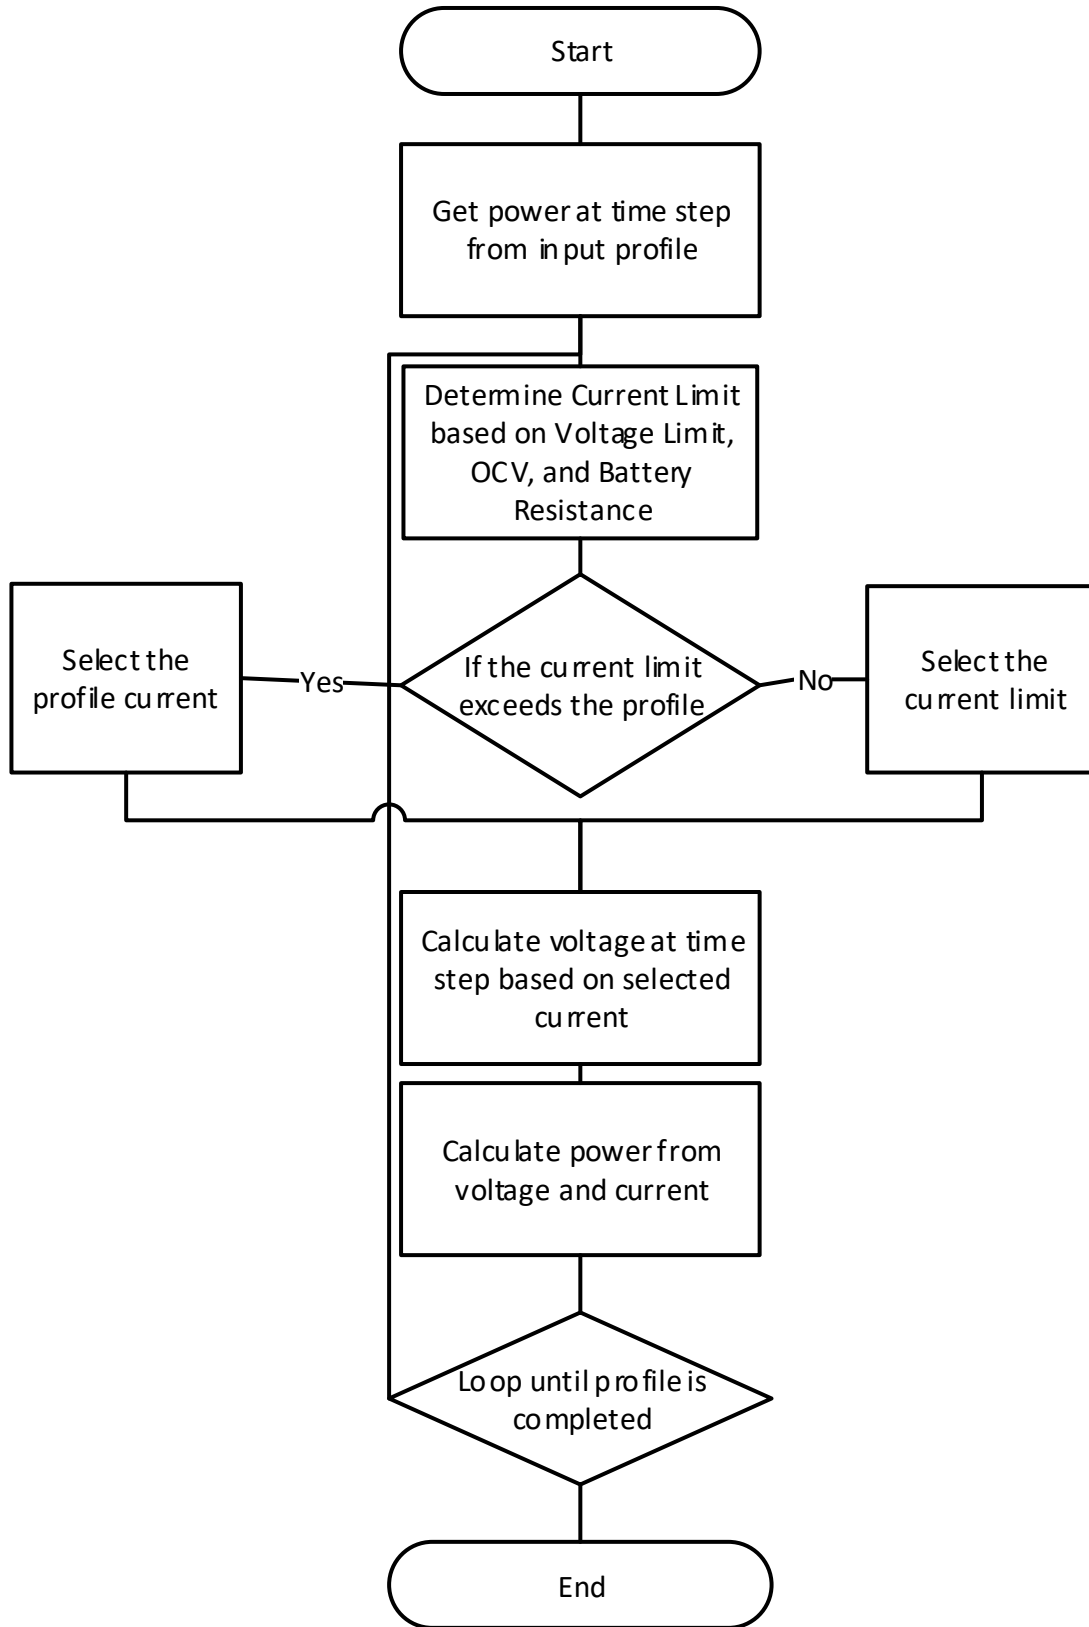 Start
Get power at time step
from input profile
Determine Current Limit
based on Voltage Limit,
OCV, and Battery
Resistance
Select the
profile current
Yes
If the current limit
exceeds the profile
No
Select the
current limit
Calculate voltage at time
step based on selected
current
Calculate power from
voltage and current
Loop until profile is
completed
End